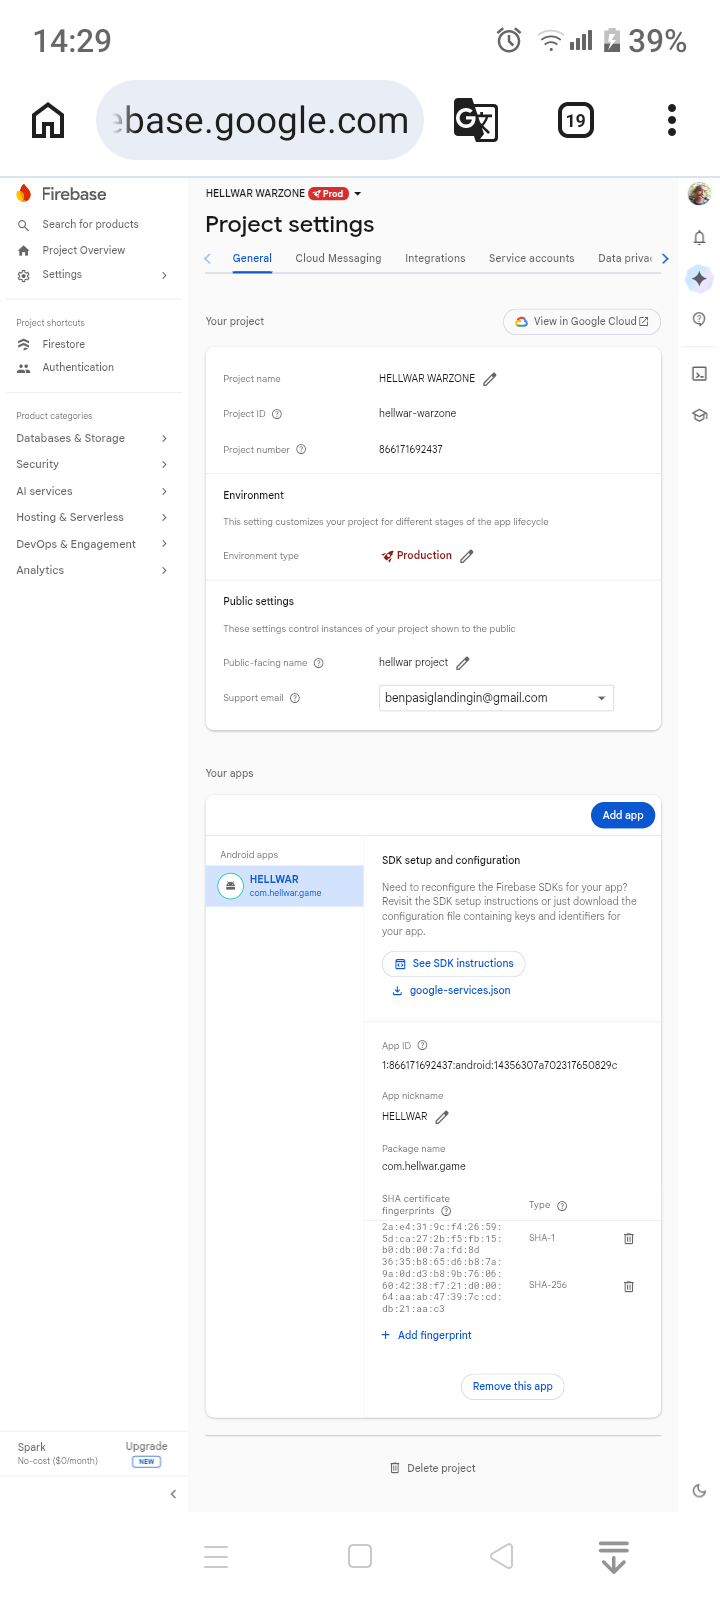 14:29
39%
ebase.google.com
19
Firebase
Search for products
Project Overview
Settings
Project shortcuts
Firestore
Authentication
Product categories
Databases & Storage
Security
AI services
Hosting & Serverless
DevOps & Engagement
Analytics
Spark
No-cost ($0/month)
Upgrade
NEW
HELLWAR WARZONE Prod
Project settings
General
Cloud Messaging
Integrations
Service accounts
Data privac
Your project
View in Google Cloud
Project name
HELLWAR WARZONE
Project ID
hellwar-warzone
Project number
866171692437
Environment
This setting customizes your project for different stages of the app lifecycle
Environment type
Production
Public settings
These settings control instances of your project shown to the public
Public-facing name
hellwar project
Support email
benpasiglandingin@gmail.com
Your apps
Add app
Android apps
HELLWAR
com.hellwar.game
SDK setup and configuration
Need to reconfigure the Firebase SDKs for your app?
Revisit the SDK setup instructions or just download the
configuration file containing keys and identifiers for
your app.
See SDK instructions
google-services.json
App ID
1:866171692437:android:14356307a702317650829c
App nickname
HELLWAR
Package name
com.hellwar.game
SHA certificate
fingerprints
Type
2a:e4:31:9c:f4:26:59:
5d:ca:27:2b:f5:fb:15:
b0:db:00:7a:fd:8d
SHA-1
36:35:b8:65:d6:b8:7a:
9a:0d:d3:b8:9b:76:06:
60:42:38:f7:21:d0:00:
64:aa:ab:47:39:7c:cd:
db:21:aa:c3
SHA-256
Add fingerprint
Remove this app
Delete project